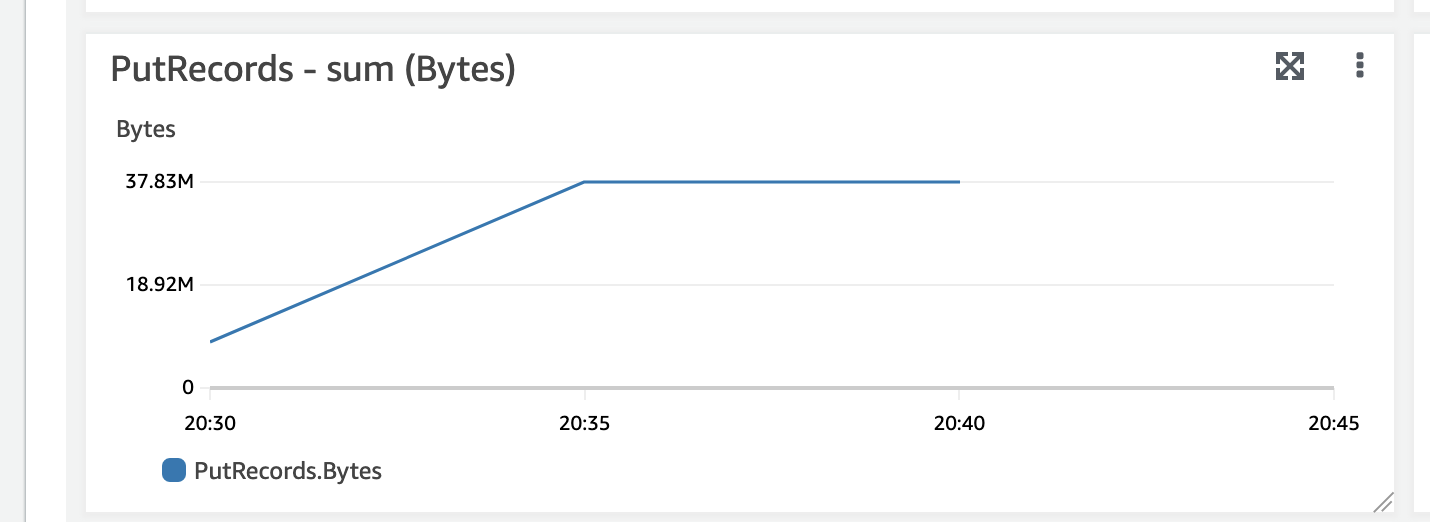 PutRecords - sum (Bytes)
Bytes
37.83M
18.92M
0
20:30 20:35 20:40 20:45
PutRecords.Bytes